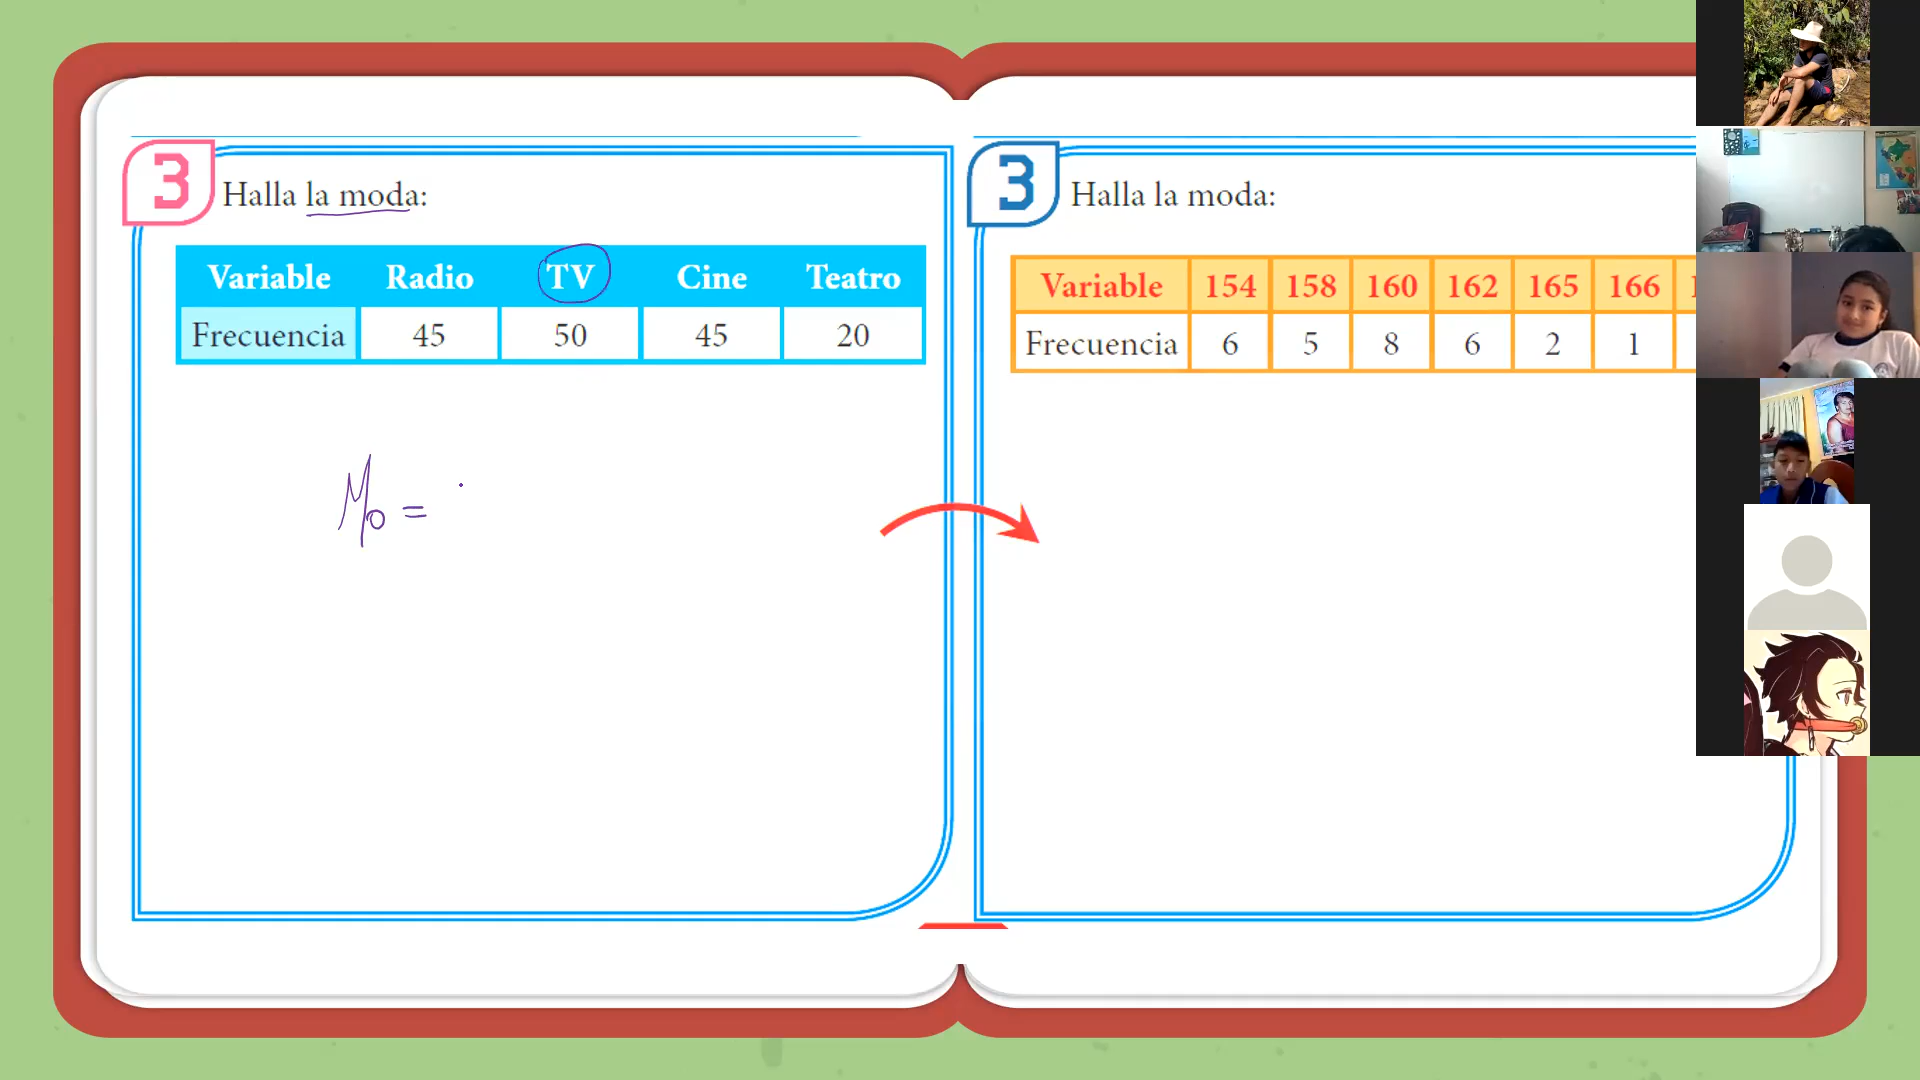 3
Halla la moda:
Variable Radio TV Cine Teatro
Frecuencia 45 50 45 20
Mo =
3
Halla la moda:
Variable 154 158 160 162 165 166 1
Frecuencia 6 5 8 6 2 1